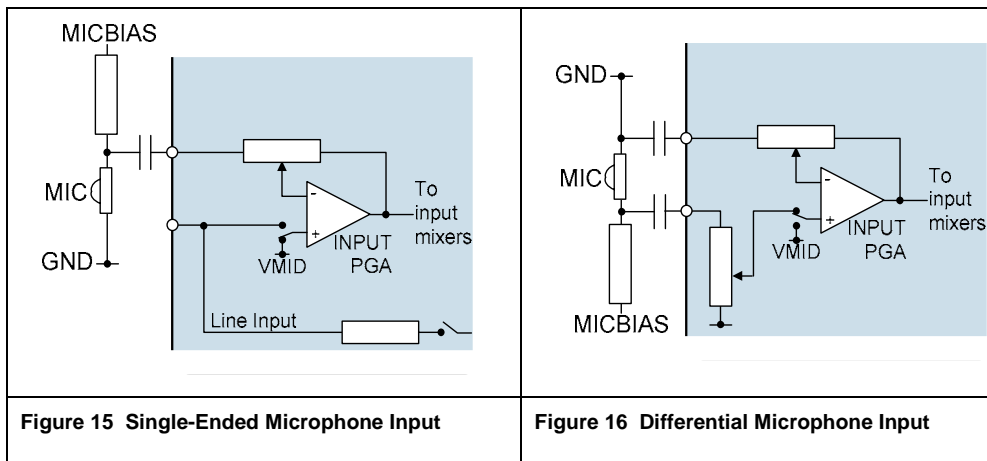 MICBIAS
MIC
GND
-
+
VMID
INPUT
PGA
To
input
mixers
Line Input
Figure 15 Single-Ended Microphone Input
GND
MIC
MICBIAS
-
+
VMID
INPUT
PGA
To
input
mixers
Figure 16 Differential Microphone Input